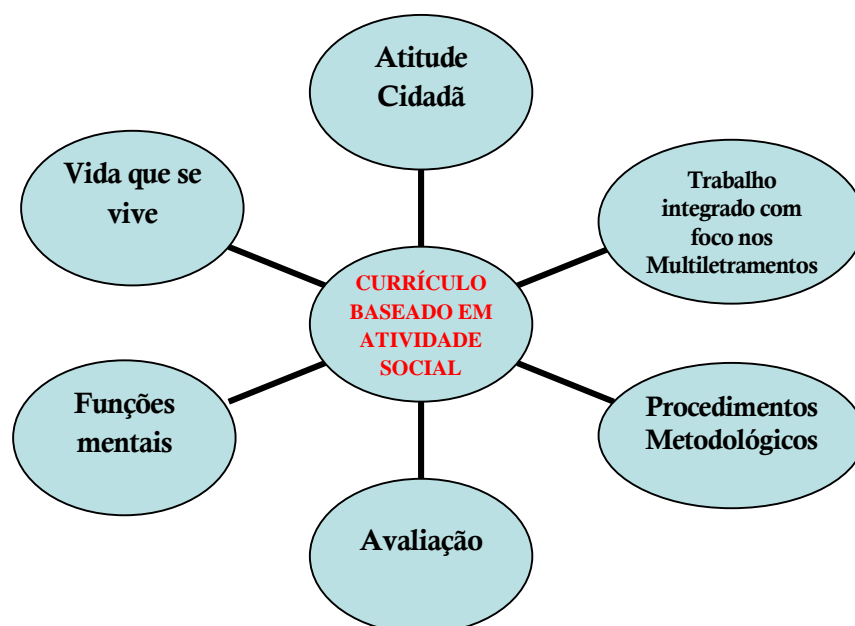 Atitude
Cidadã
Vida que se
vive
Trabalho
integrado com
foco nos
Multiletramentos
CURRÍCULO
BASEADO EM
ATIVIDADE
SOCIAL
Funções
mentais
Procedimentos
Metodológicos
Avaliação